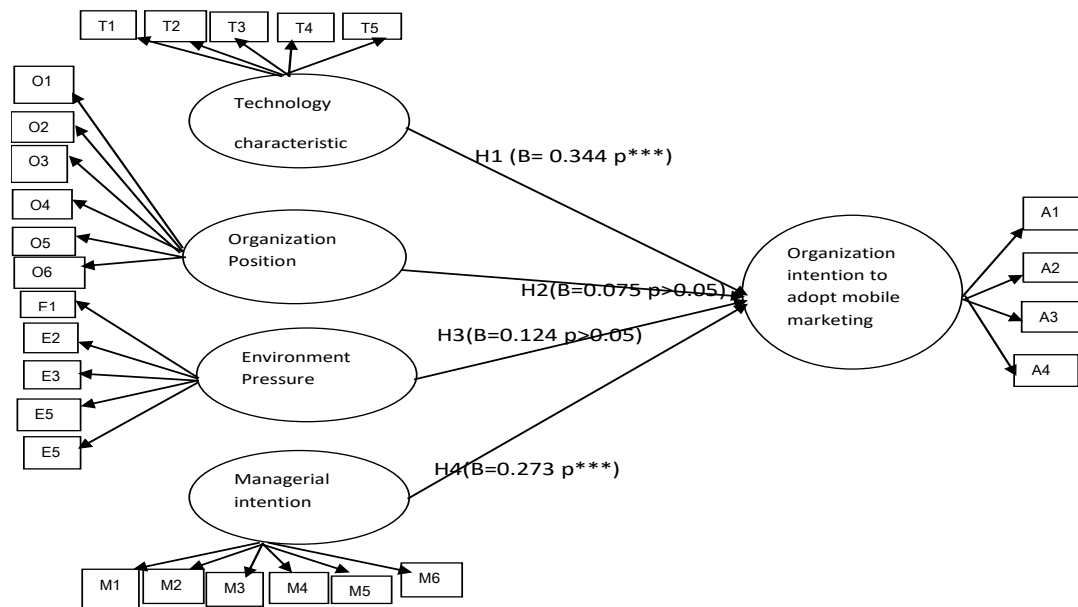 T1
T2
T3
T4
T5
O1
O2
O3
O4
O5
O6
E1
E2
E3
E5
E5
Technology
characteristic
Organization
Position
Environment
Pressure
Managerial
intention
H1 (B= 0.344 p***)
H2(B=0.075 p>0.05)
H3(B=0.124 p>0.05)
H4(B=0.273 p***)
Organization
intention to
adopt mobile
marketing
A1
A2
A3
A4
M1
M2
M3
M4
M5
M6